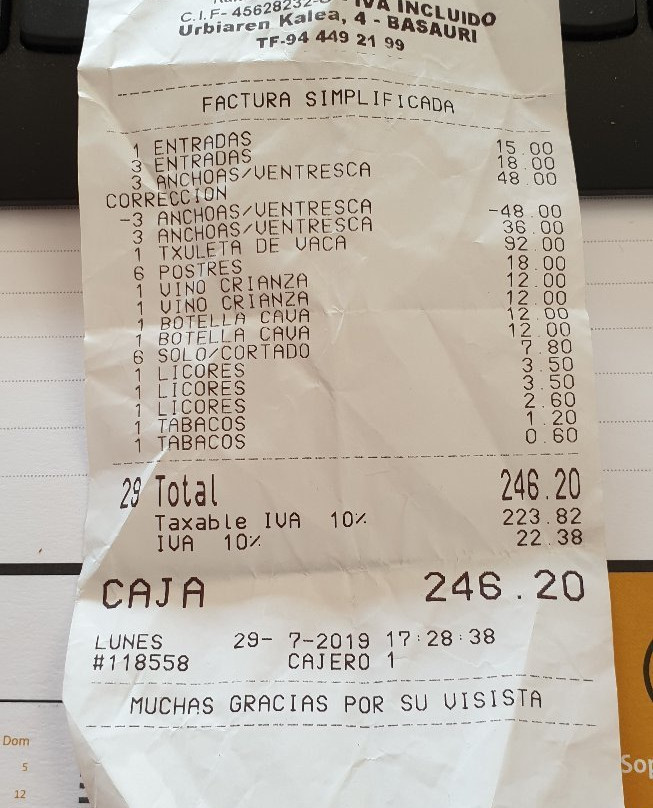 C.I.F- 45628232- IVA INCLUIDO
Urbiaren Kalea, 4 - BASAURI
TF-94 449 21 99
FACTURA SIMPLIFICADA
1 ENTRADAS 15.00
3 ENTRADAS 18.00
3 ANCHOAS/VENTRESCA 48.00
CORRECCION
-3 ANCHOAS/VENTRESCA -48.00
3 ANCHOAS/VENTRESCA 36.00
1 TXULETA DE VACA 92.00
6 POSTRES 18.00
1 VINO CRIANZA 12.00
1 VINO CRIANZA 12.00
1 BOTELLA CAVA 12.00
1 BOTELLA CAVA 12.00
6 SOLO/CORTADO 7.80
1 LICORES 3.50
1 LICORES 3.50
1 LICORES 2.60
1 TABACOS 1.20
1 TABACOS 0.60
29 Total 246.20
Taxable IVA 10% 223.82
IVA 10% 22.38
CAJA 246.20
LUNES 29- 7-2019 17:28:38
#118558 CAJERO 1
MUCHAS GRACIAS POR SU VISISTA
Dom
5
12
Sop